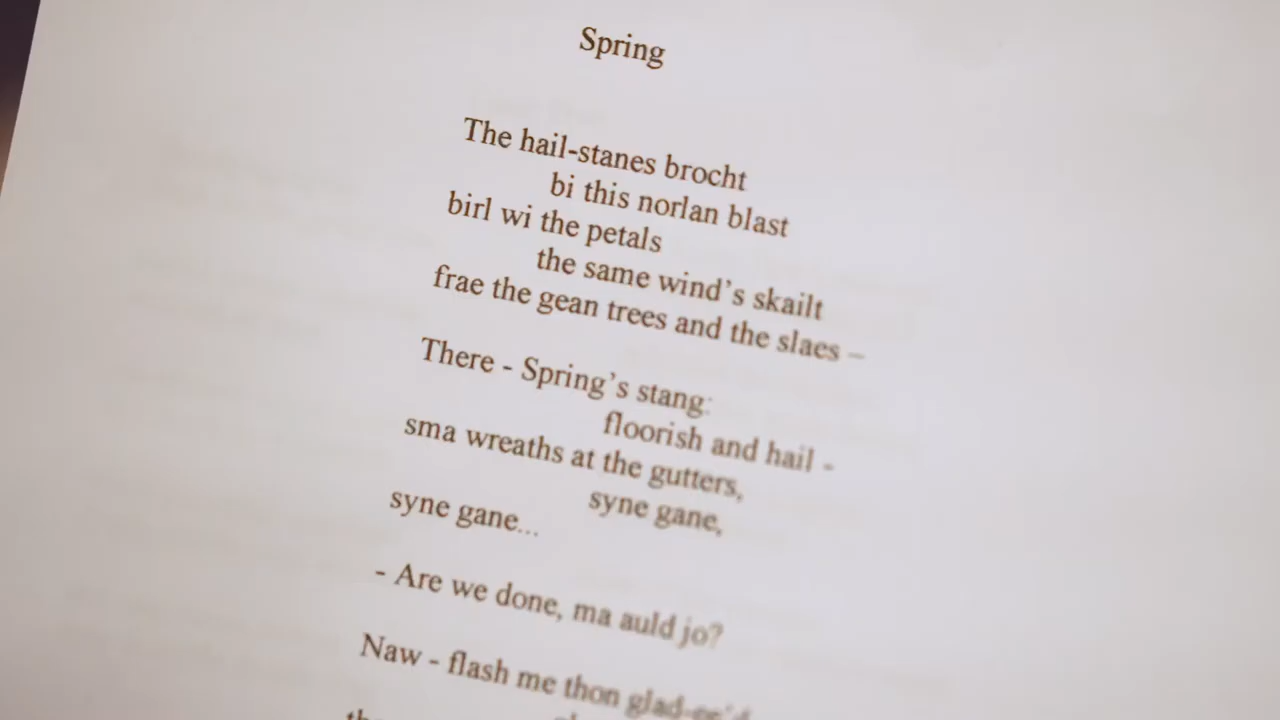 Spring
The hail-stanes brocht
bi this norlan blast
birl wi the petals
the same wind's skailt
frae the gean trees and the slaes –
There - Spring's stang:
floorish and hail -
sma wreaths at the gutters,
syne gane,
syne gane...
- Are we done, ma auld jo?
Naw - flash me thon glad-ee'd